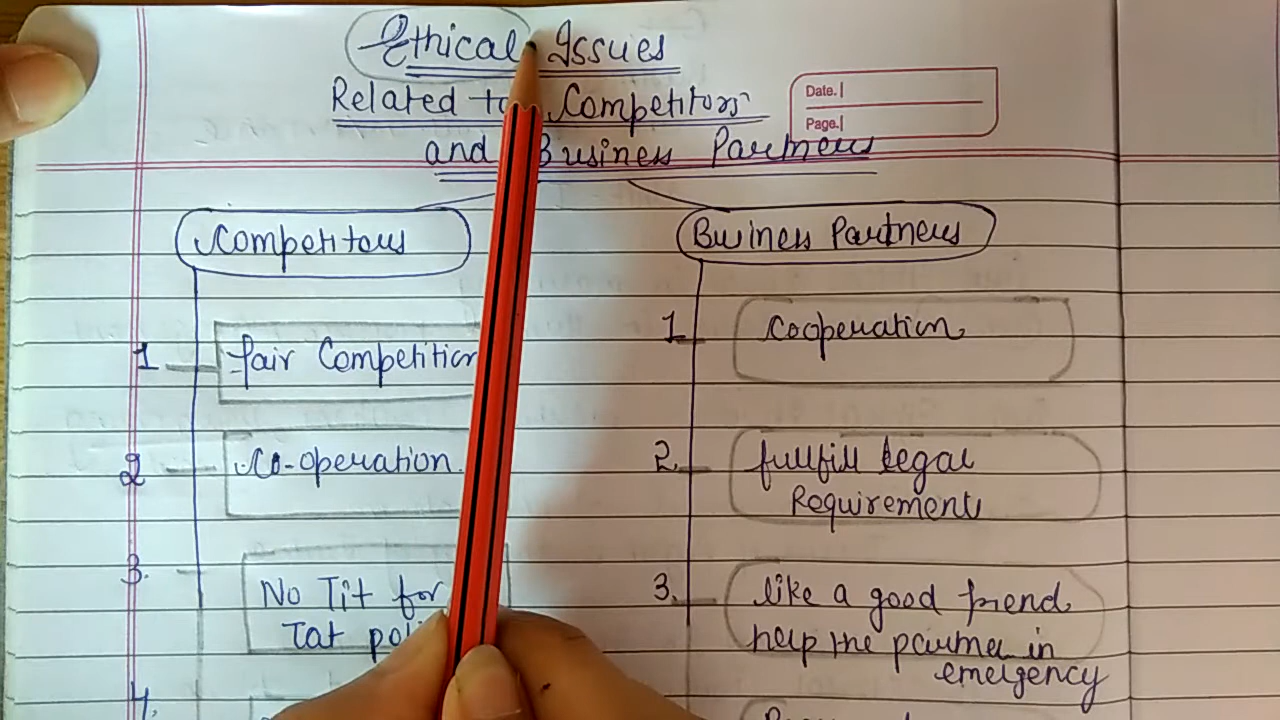 Ethical Issues
Related to Competitors
and Business Partners
Date.
Page.
Competitors
1 fair Competition
2 Co-operation
3. No Tit for
Tat
4.
Business Partners
1 Cooperation
2. fullfill legal
Requirements
3. like a good friend
help the partner in
emergency